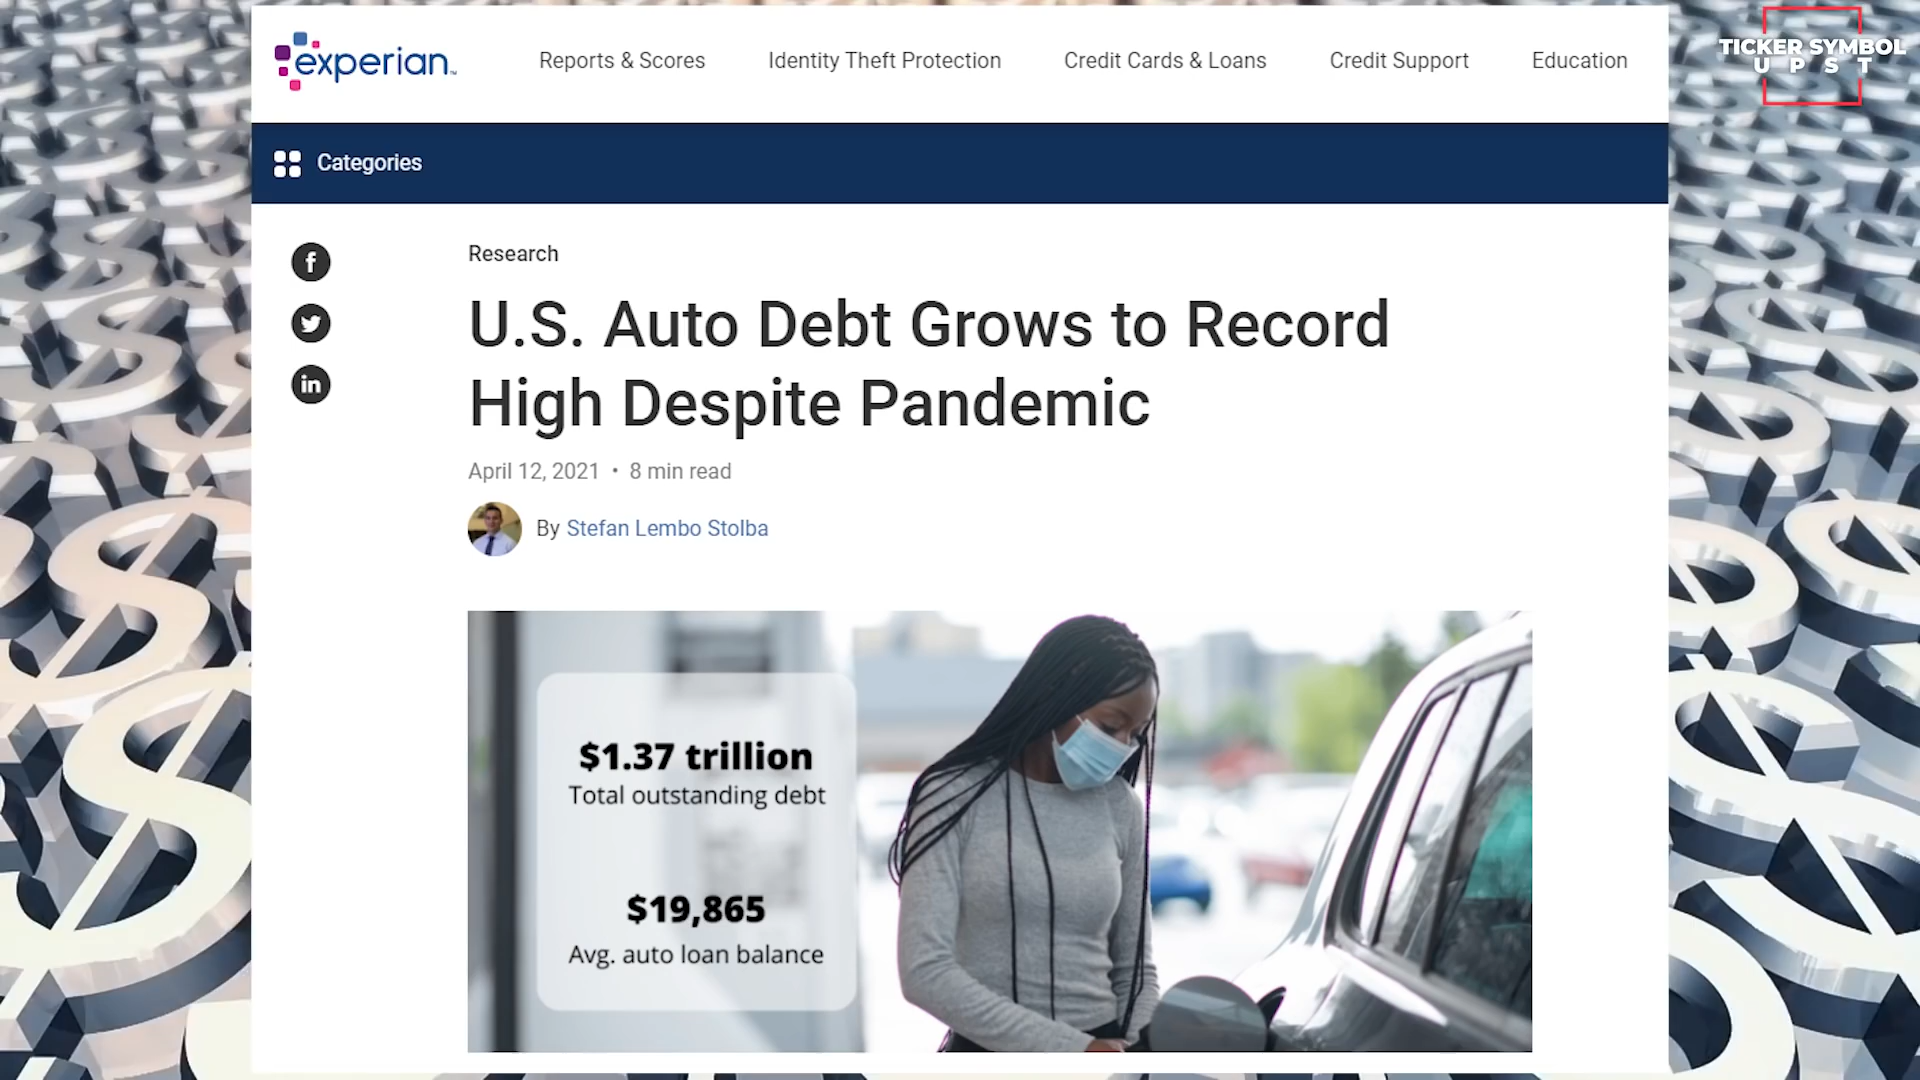 experian™
Reports & Scores
Identity Theft Protection
Credit Cards & Loans
Credit Support
Education
TICKER SYMBOL
UPST
Categories
Research
U.S. Auto Debt Grows to Record
High Despite Pandemic
April 12, 2021 • 8 min read
By Stefan Lembo Stolba
$1.37 trillion
Total outstanding debt
$19,865
Avg. auto loan balance